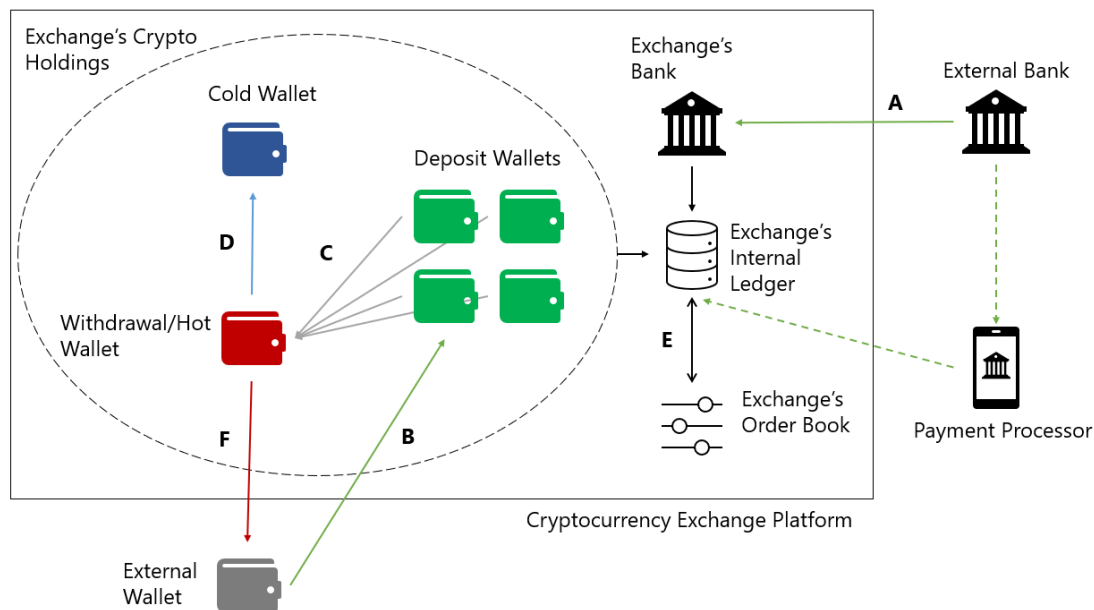 Exchange's Crypto
Holdings
Cold Wallet
Deposit Wallets
Exchange's
Bank
External Bank
A
D
C
Exchange's
Internal
Ledger
Withdrawal/Hot
Wallet
E
F
B
Exchange's
Order Book
Payment Processor
Cryptocurrency Exchange Platform
External
Wallet